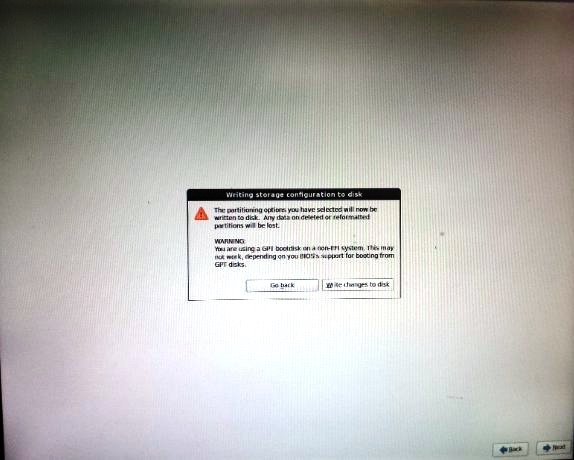 Writing storage configuration to disk
The partitioning options you have selected will now be
written to disk. Any data on deleted or reformatted
partitions will be lost.
WARNING:
You are using a GPT bootdisk on a non-EFI system. This may
not work, depending on you BIOS's support for booting from
GPT disks.
Go back
Write changes to disk
Back
Next